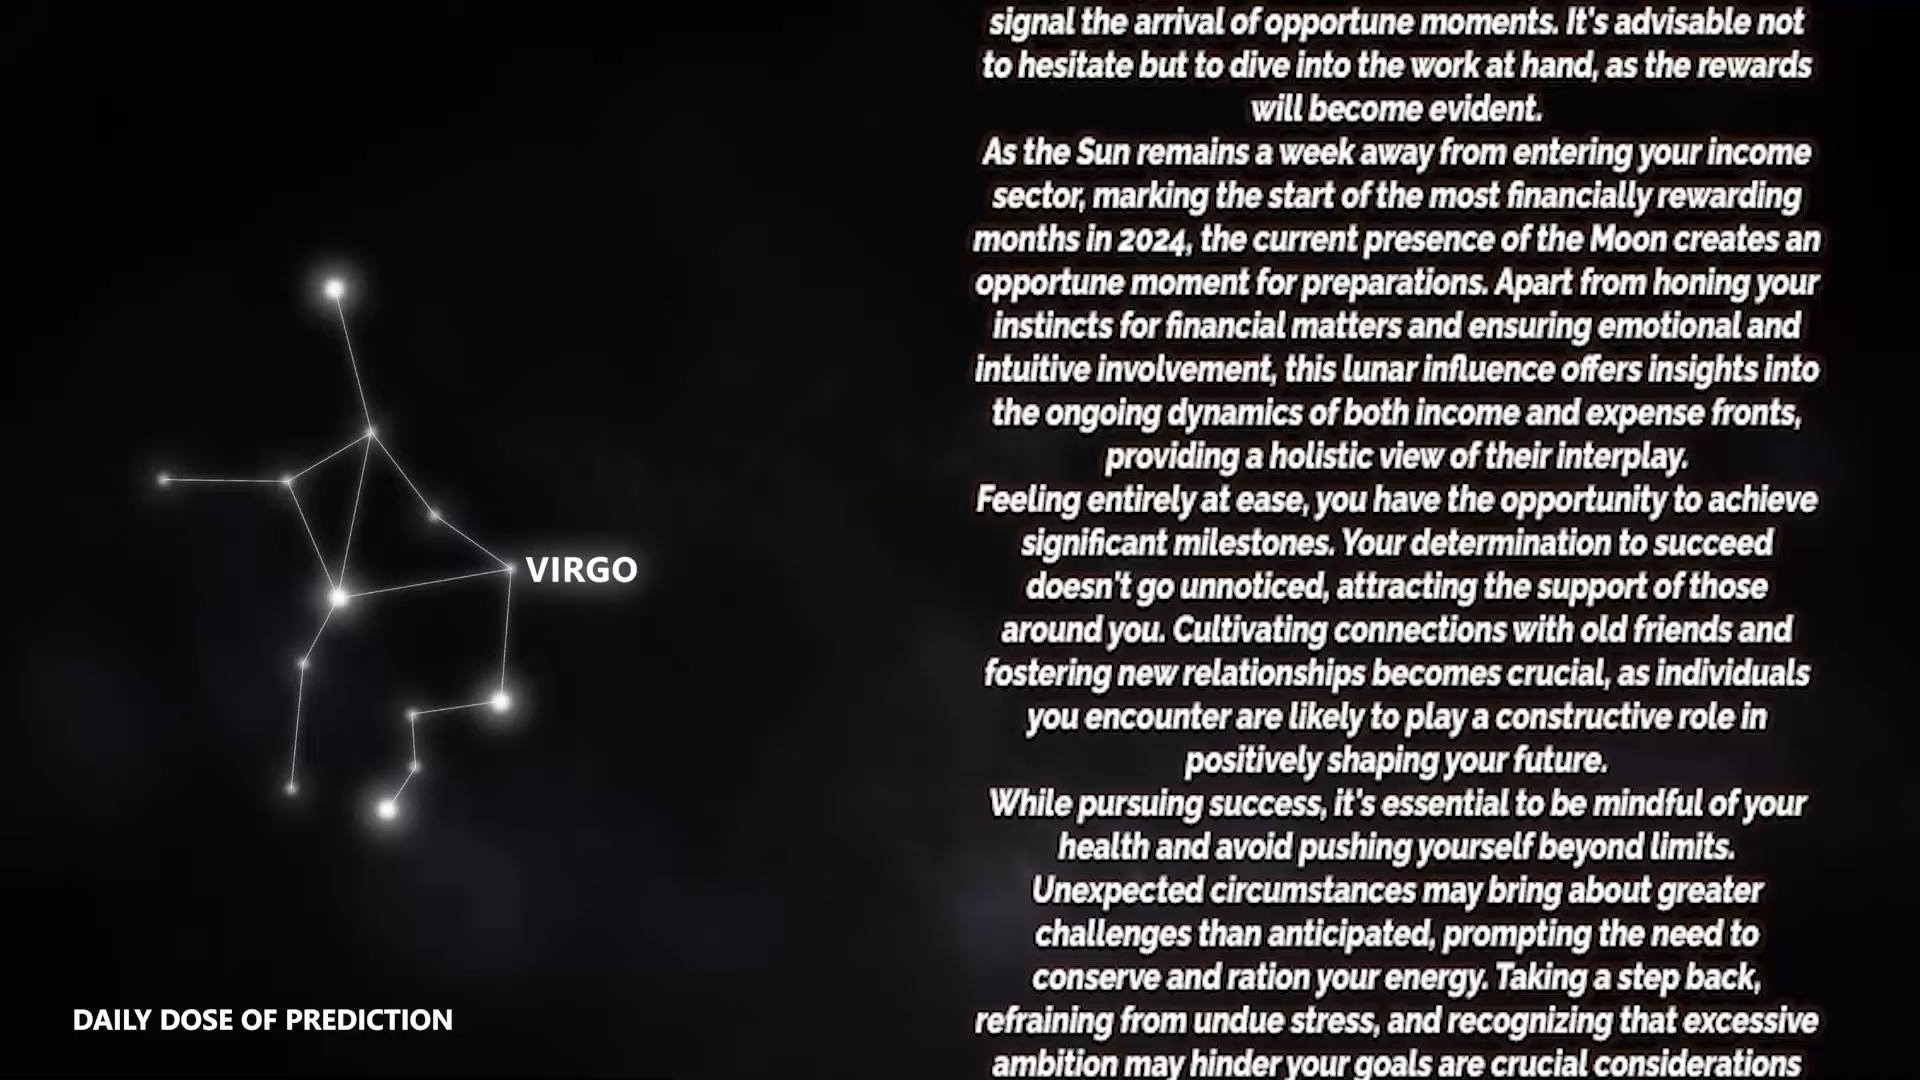 signal the arrival of opportune moments. It's advisable not
to hesitate but to dive into the work at hand, as the rewards
will become evident.
As the Sun remains a week away from entering your income
sector, marking the start of the most financially rewarding
months in 2024, the current presence of the Moon creates an
opportune moment for preparations. Apart from honing your
instincts for financial matters and ensuring emotional and
intuitive involvement, this lunar influence offers insights into
the ongoing dynamics of both income and expense fronts,
providing a holistic view of their interplay.
Feeling entirely at ease, you have the opportunity to achieve
significant milestones. Your determination to succeed
doesn't go unnoticed, attracting the support of those
around you. Cultivating connections with old friends and
fostering new relationships becomes crucial, as individuals
you encounter are likely to play a constructive role in
positively shaping your future.
While pursuing success, it's essential to be mindful of your
health and avoid pushing yourself beyond limits.
Unexpected circumstances may bring about greater
challenges than anticipated, prompting the need to
conserve and ration your energy. Taking a step back,
refraining from undue stress, and recognizing that excessive
ambition may hinder your goals are crucial considerations
VIRGO
DAILY DOSE OF PREDICTION